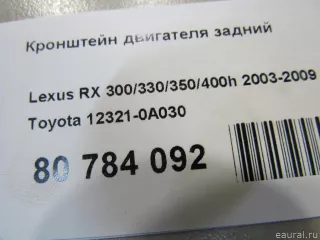 Кронштейн двигателя задний
Lexus RX 300/330/350/400h 2003-2009
Toyota 12321-0A030
80 784 092
© eaural.ru